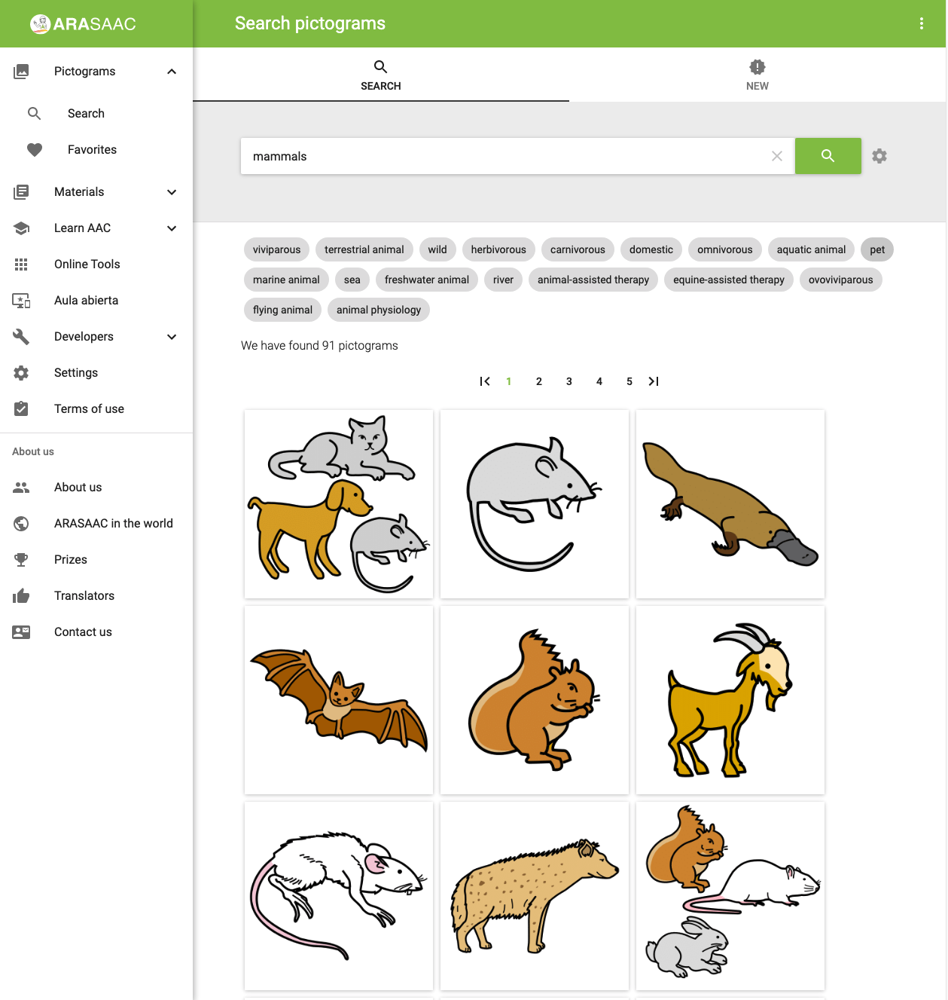 ARASAAC
Search pictograms
Pictograms
Search
Favorites
Materials
Learn AAC
Online Tools
Aula abierta
Developers
Settings
Terms of use
About us
About us
ARASAAC in the world
Prizes
Translators
Contact us
SEARCH
NEW
mammals
viviparous terrestrial animal wild herbivorous carnivorous domestic omnivorous aquatic animal pet
marine animal sea freshwater animal river animal-assisted therapy equine-assisted therapy ovoviviparous
flying animal animal physiology
We have found 91 pictograms
1 2 3 4 5